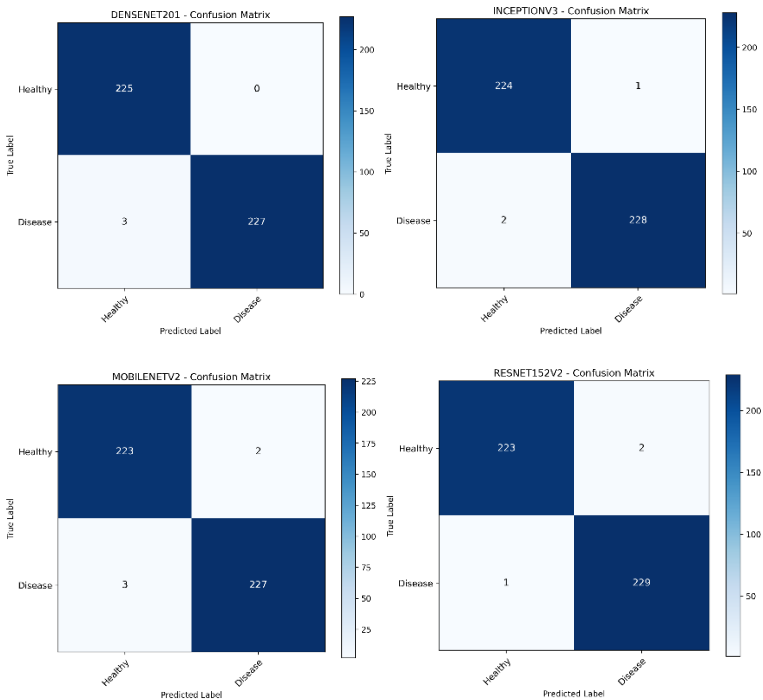 DENSENET201 - Confusion Matrix
True Label
Healthy
Disease
225
0
3
227
Healthy
Disease
Predicted Label
200
150
100
50
0
INCEPTIONV3 - Confusion Matrix
True Label
Healthy
Disease
224
1
2
228
Healthy
Disease
Predicted Label
200
150
100
50
MOBILENETV2 - Confusion Matrix
True Label
Healthy
Disease
223
2
3
227
Healthy
Disease
Predicted Label
225
200
175
150
125
100
75
50
25
RESNET152V2 - Confusion Matrix
True Label
Healthy
Disease
223
2
1
229
Healthy
Disease
Predicted Label
200
150
100
50